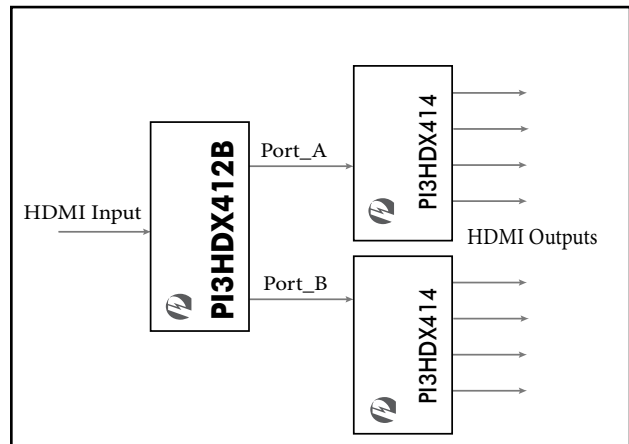 HDMI Input
PI3HDX412B
Port_A
Port_B
PI3HDX414
HDMI Outputs
PI3HDX414